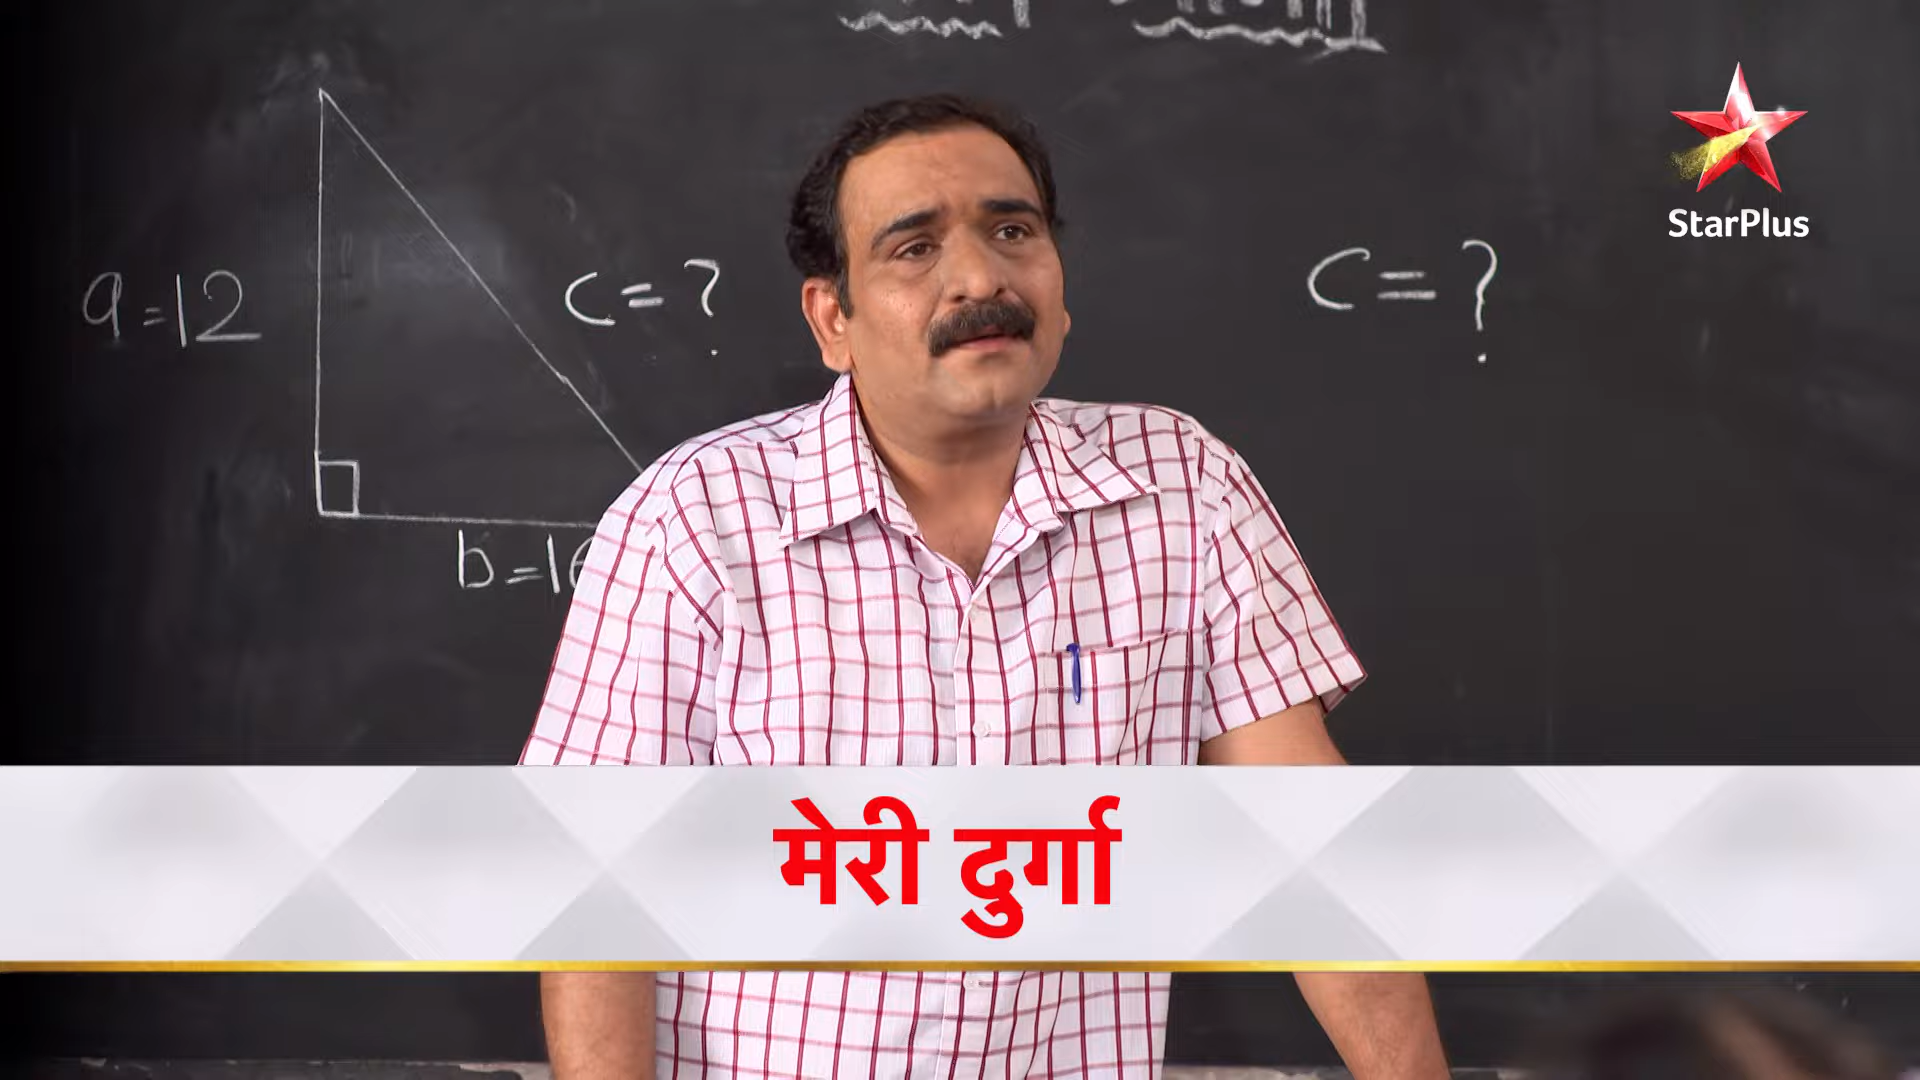 c = ?
a = 12
c = ?
StarPlus
मेरी दुर्गा